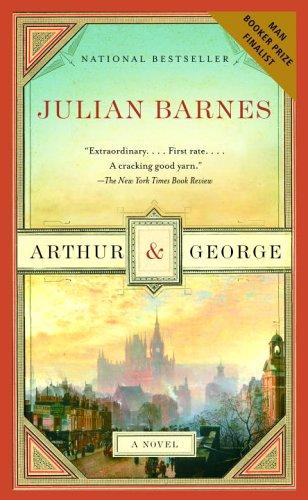 MAN
BOOKER PRIZE
FINALIST
NATIONAL BESTSELLER
JULIAN BARNES
“Extraordinary. . . . First rate. . . .
A cracking good yarn.”
—The New York Times Book Review
ARTHUR & GEORGE
A NOVEL